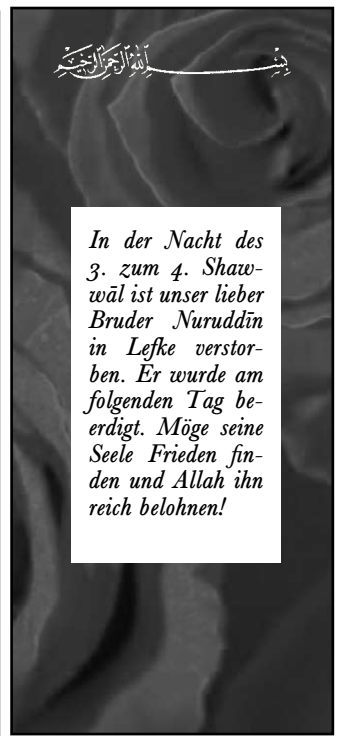 بسم الله الرحمن الرحيم
In der Nacht des
3. zum 4. Shaw-
wāl ist unser lieber
Bruder Nuruddīn
in Lefke verstor-
ben. Er wurde am
folgenden Tag be-
erdigt. Möge seine
Seele Frieden fin-
den und Allah ihn
reich belohnen!